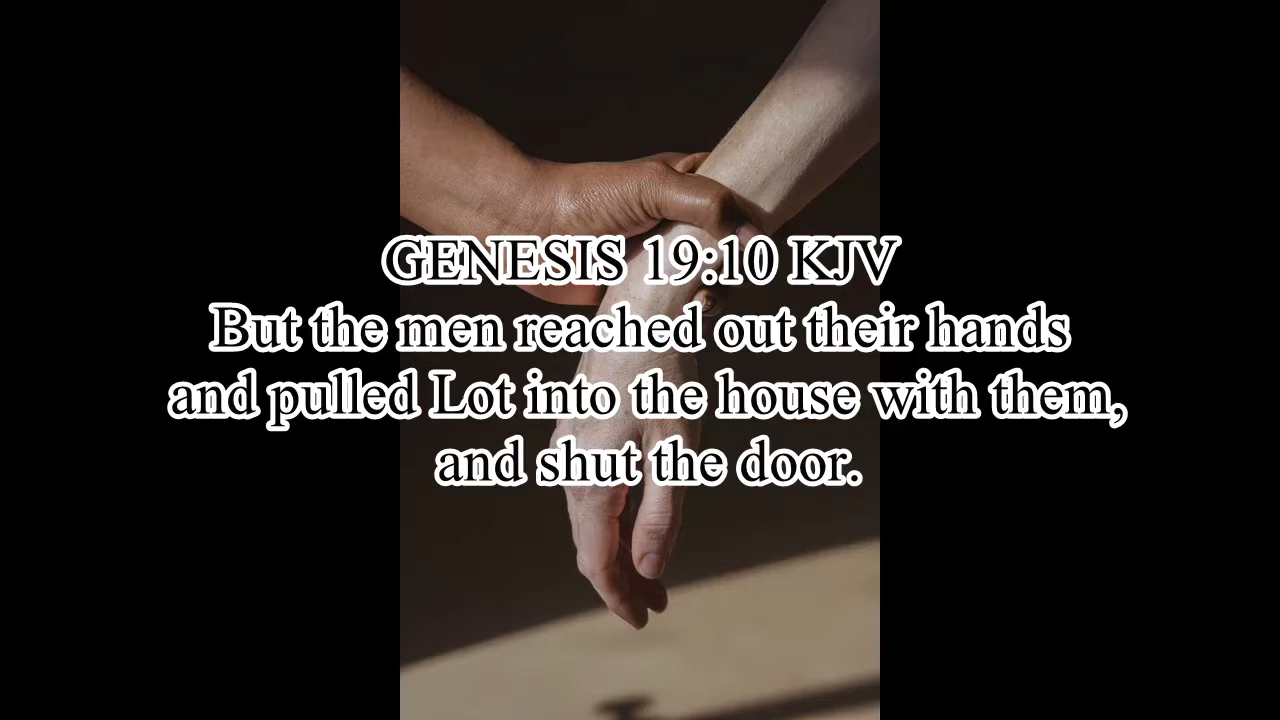 GENESIS 19:10 KJV
But the men reached out their hands
and pulled Lot into the house with them,
and shut the door.